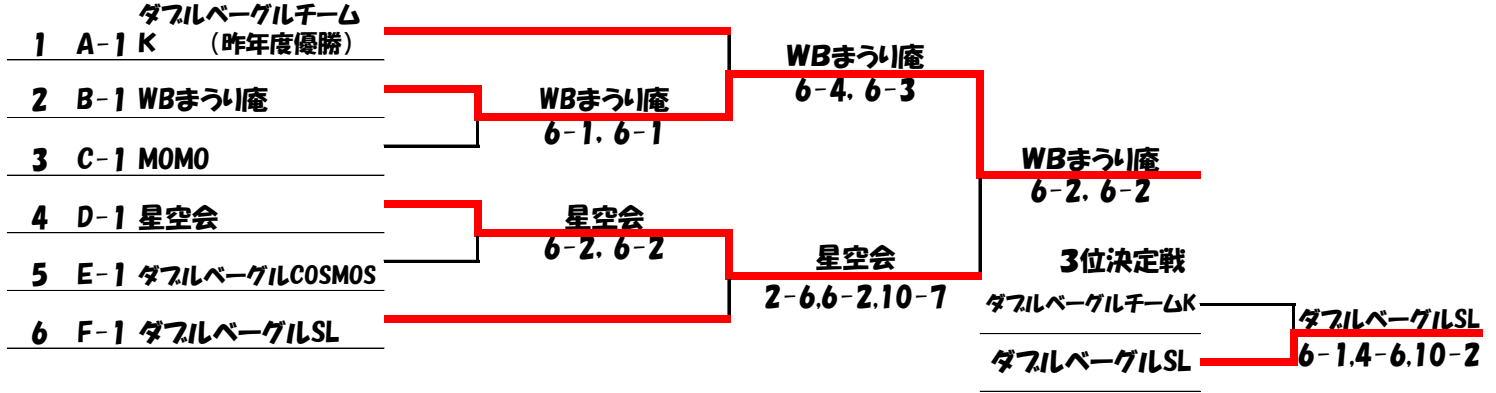 ダブルベーグルチーム
1 A-1 K (昨年度優勝)
2 B-1 WBまうり庵
3 C-1 MOMO
4 D-1 星空会
5 E-1 ダブルベーグルCOSMOS
6 F-1 ダブルベーグルSL
WBまうり庵
6-1, 6-1
星空会
6-2, 6-2
WBまうり庵
6-4, 6-3
星空会
2-6,6-2,10-7
WBまうり庵
6-2, 6-2
3位決定戦
ダブルベーグルチームK
ダブルベーグルSL
ダブルベーグルSL
6-1,4-6,10-2